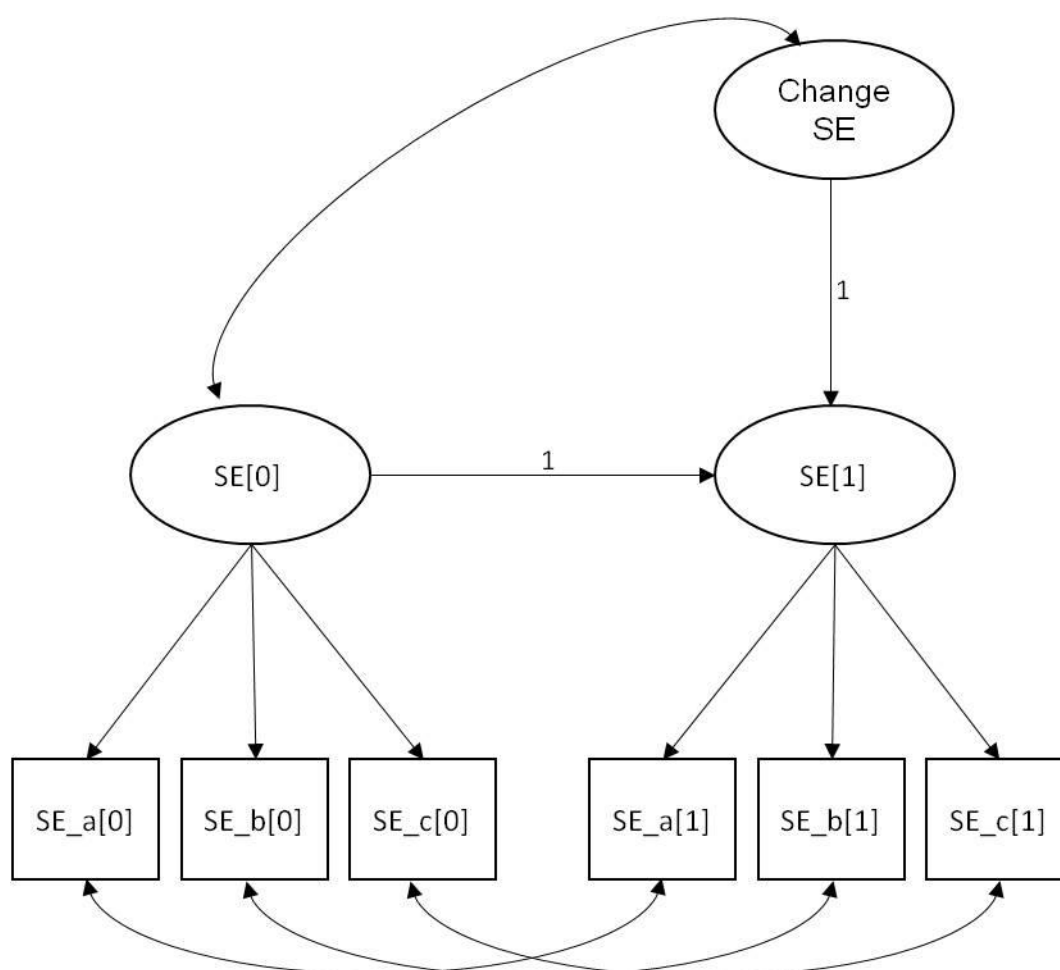 Change
SE
1
SE[0]
1
SE[1]
SE_a[0]
SE_b[0]
SE_c[0]
SE_a[1]
SE_b[1]
SE_c[1]